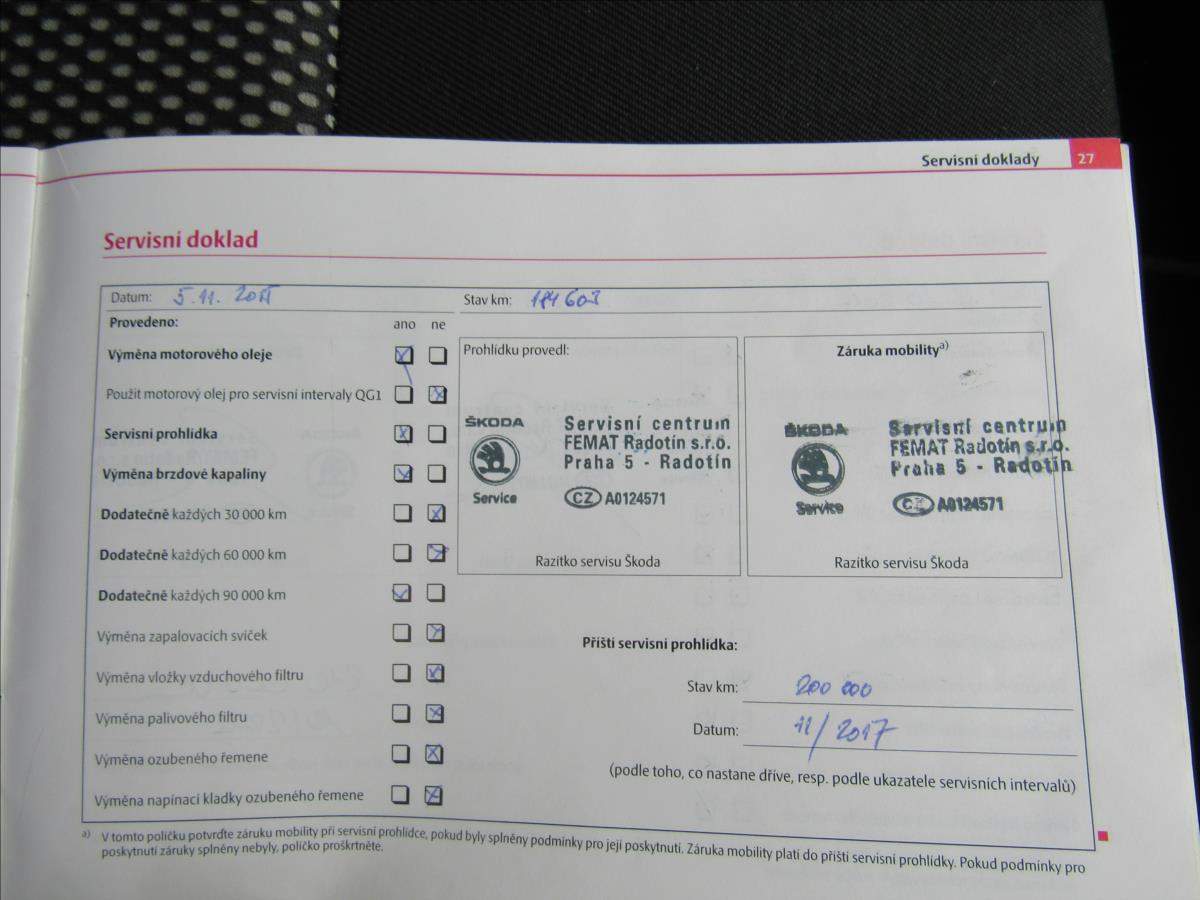 Servisní doklady 27
Servisní doklad
Datum: 5.11. 2015 Stav km:
Provedeno: ano ne
Výměna motorového oleje
Použit motorový olej pro servisní intervaly QG1
Servisní prohlídka
Výměna brzdové kapaliny
Dodatečně každých 30 000 km
Dodatečně každých 60 000 km
Dodatečně každých 90 000 km
Výměna zapalovacích svíček
Výměna vložky vzduchového filtru
Výměna palivového filtru
Výměna ozubeného řemene
Výměna napínací kladky ozubeného řemene
Prohlídku provedl:
ŠKODA
Service
Servisní centrum
FEMAT Radotín s.r.o.
Praha 5 - Radotín
CZ A0124571
Razítko servisu Škoda
Záruka mobility a)
ŠKODA
Service
Servisní centrum
FEMAT Radotín s.r.o.
Praha 5 - Radotín
CZ A0124571
Razítko servisu Škoda
Příští servisní prohlídka:
Stav km: 200 000
Datum: 11/2017
(podle toho, co nastane dříve, resp. podle ukazatele servisních intervalů)
a) V tomto políčku potvrďte záruku mobility při servisní prohlídce, pokud byly splněny podmínky pro její poskytnutí. Záruka mobility platí do příští servisní prohlídky. Pokud podmínky pro
poskytnutí záruky splněny nebyly, políčko proškrtněte.